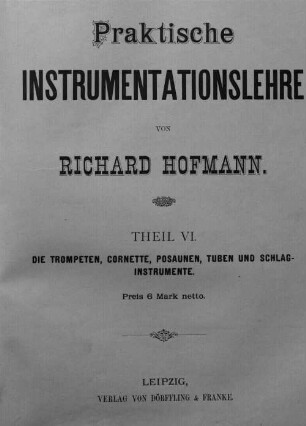 Praktische
INSTRUMENTATIONSLEHRE
VON
RICHARD HOFMANN.
THEIL VI.
DIE TROMPETEN, CORNETTE, POSAUNEN, TUBEN UND SCHLAG-
INSTRUMENTE.
Preis 6 Mark netto.
LEIPZIG,
VERLAG VON DÖRFFLING & FRANKE.